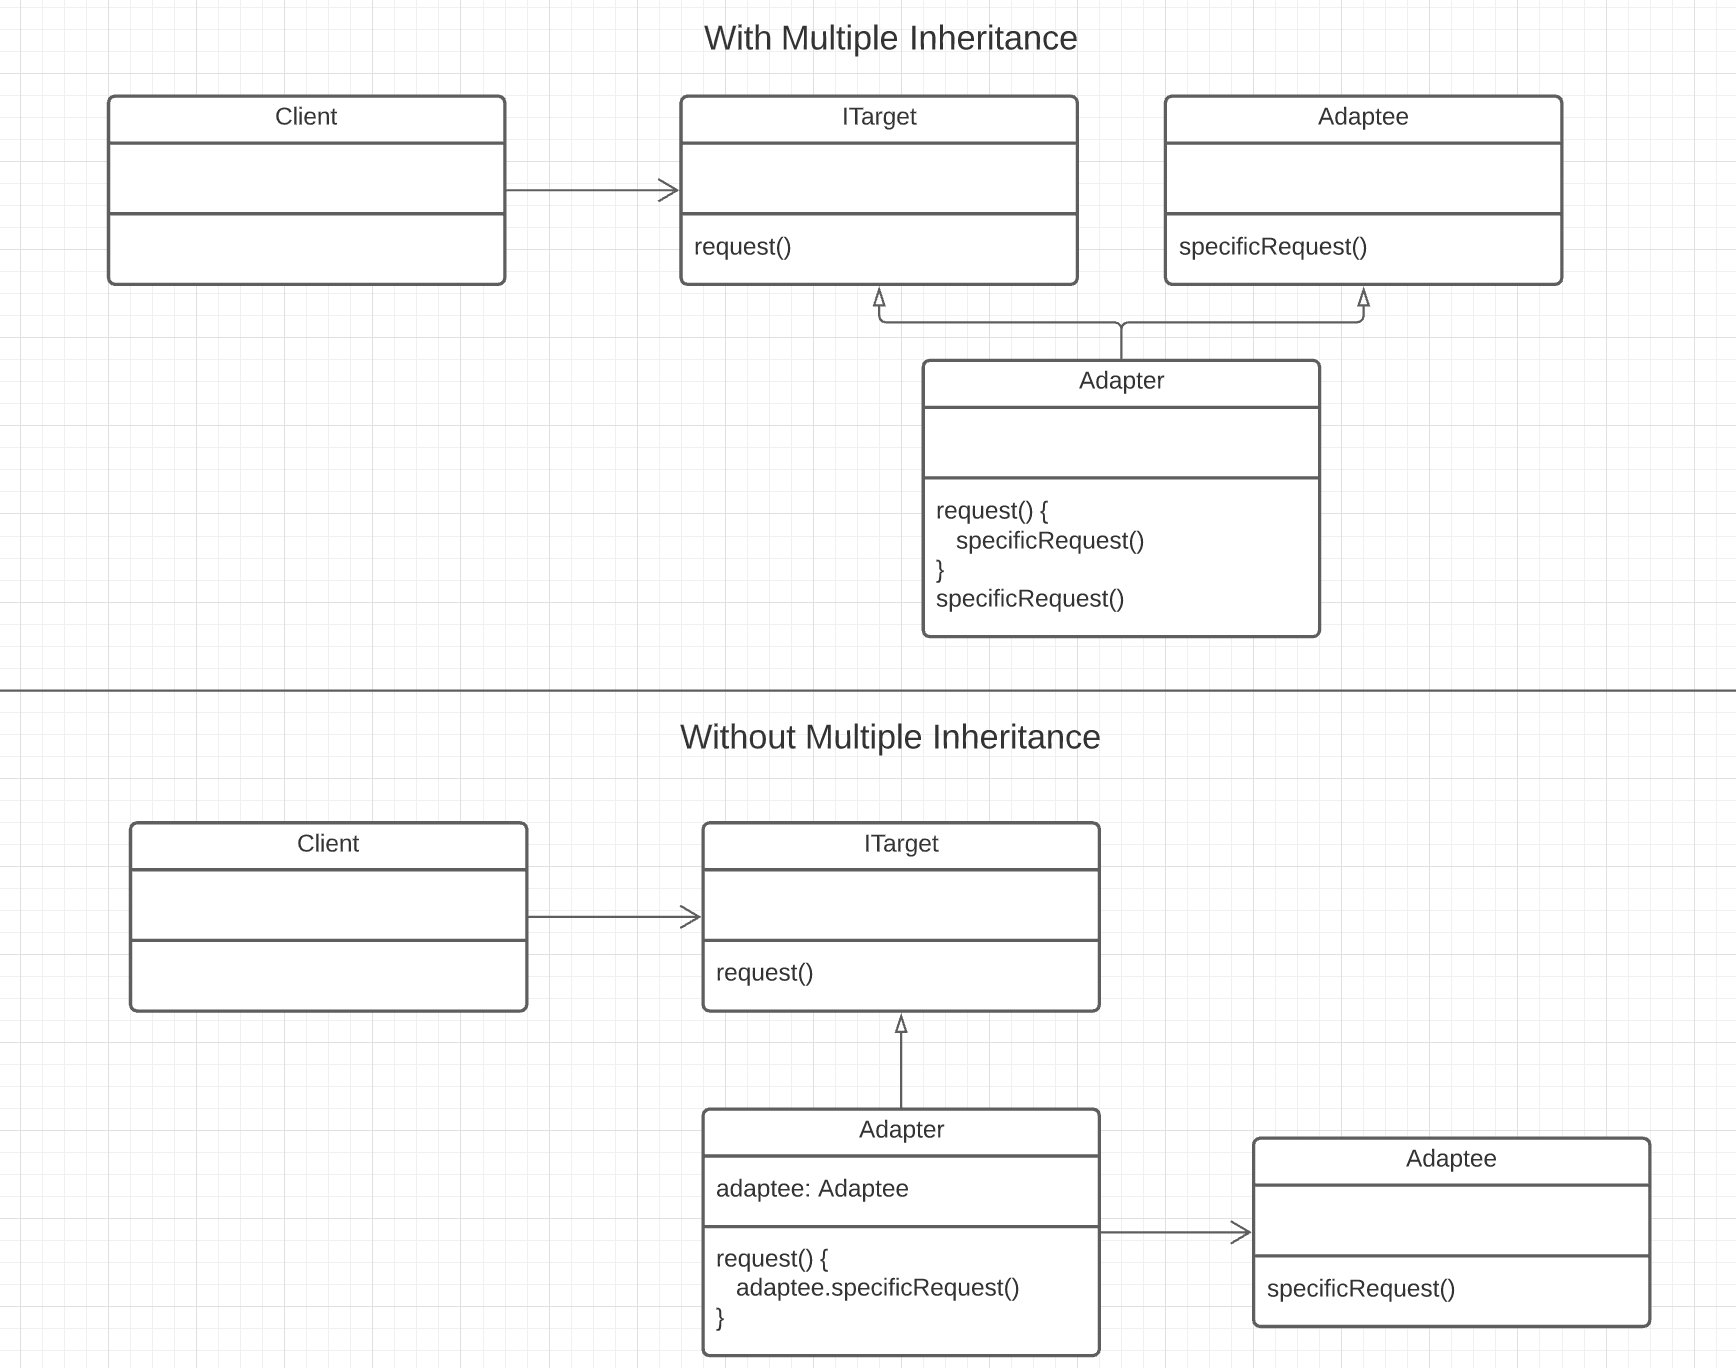 With Multiple Inheritance
Client
ITarget
request()
Adaptee
specificRequest()
Adapter
request() {
specificRequest()
}
specificRequest()
Without Multiple Inheritance
Client
ITarget
request()
Adapter
adaptee: Adaptee
request() {
adaptee.specificRequest()
}
Adaptee
specificRequest()